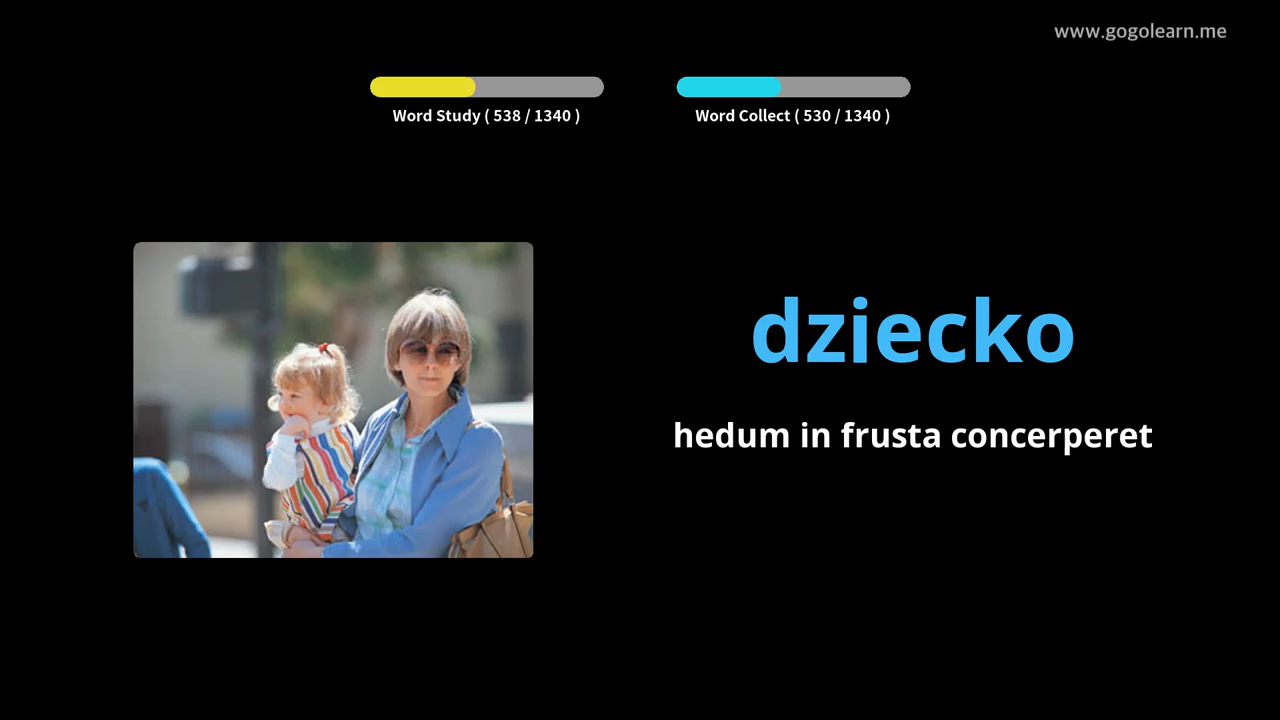 www.gogolearn.me
Word Study ( 538 / 1340 )
Word Collect ( 530 / 1340 )
dziecko
hedum in frusta concerperet